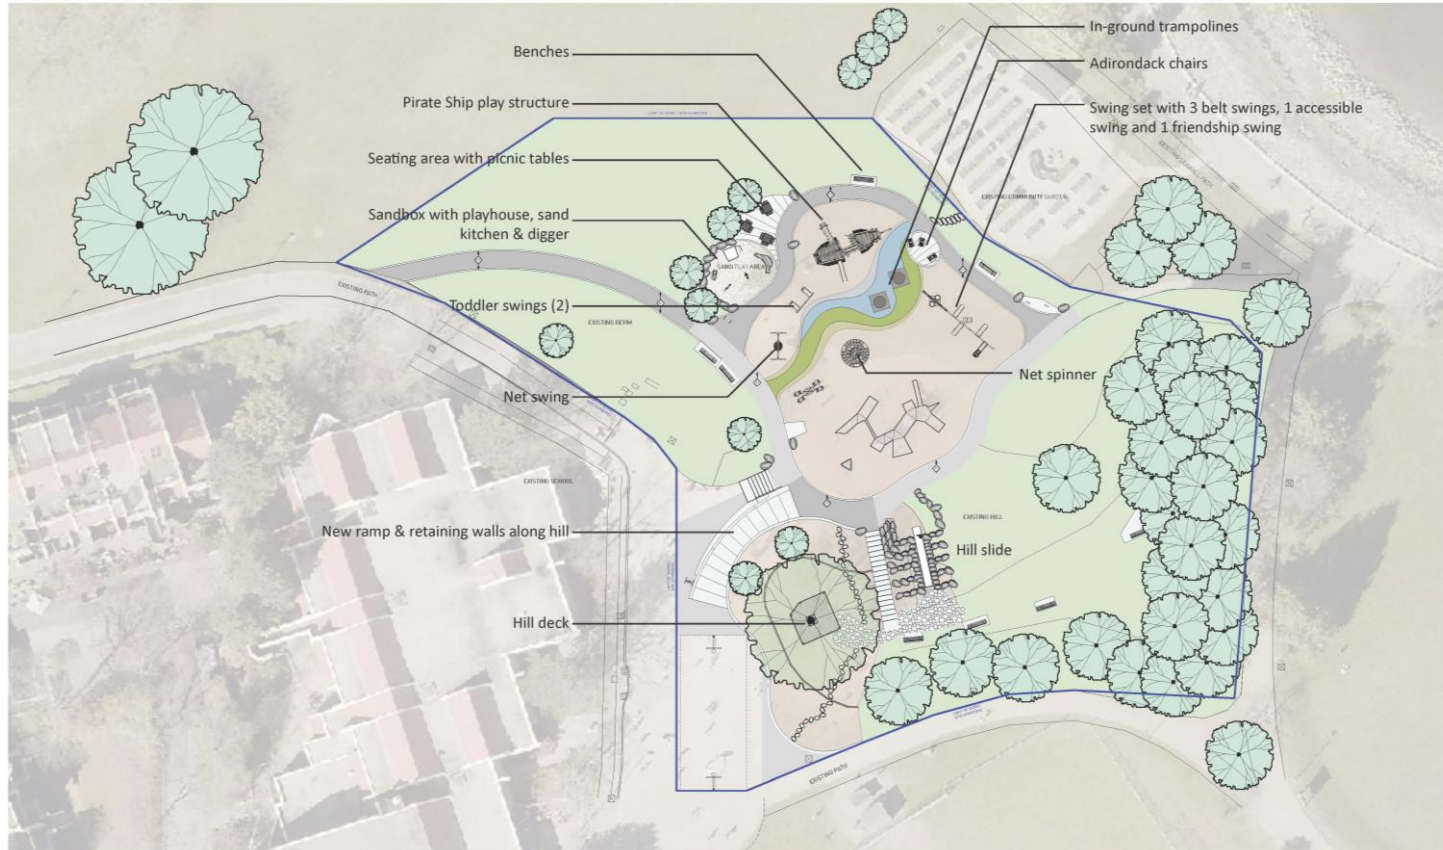 In-ground trampolines
Benches
Adirondack chairs
Pirate Ship play structure
Swing set with 3 belt swings, 1 accessible
swing and 1 friendship swing
Seating area with picnic tables
EXISTING COMMUNITY GARDEN
Sandbox with playhouse, sand
kitchen & digger
SAND PLAY AREA
EXISTING PATH
Toddler swings (2)
EXISTING BERM
Net spinner
Net swing
EXISTING SCHOOL
EXISTING HILL
New ramp & retaining walls along hill
Hill slide
Hill deck
EXISTING PATH